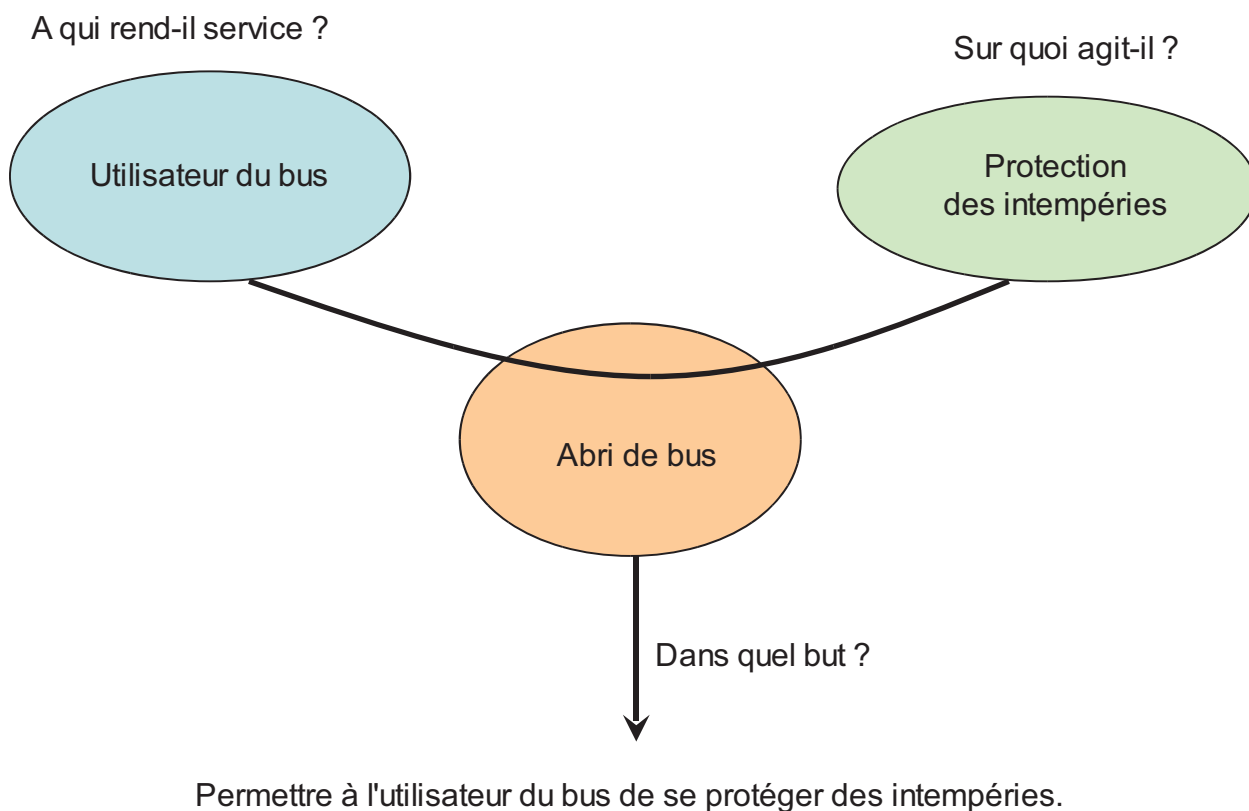 A qui rend-il service ?
Sur quoi agit-il ?
Utilisateur du bus
Protection
des intempéries
Abri de bus
Dans quel but ?
Permettre à l'utilisateur du bus de se protéger des intempéries.